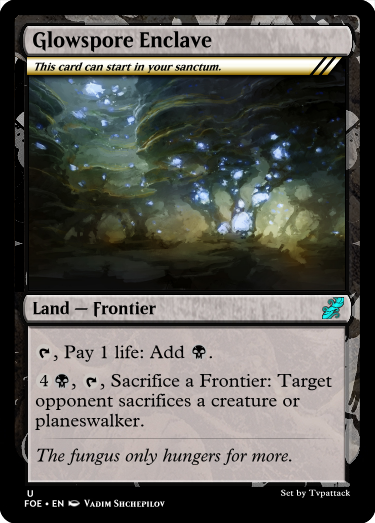 Glowspore Enclave
This card can start in your sanctum.
Land — Frontier
, Pay 1 life: Add .
4 , , Sacrifice a Frontier: Target
opponent sacrifices a creature or
planeswalker.
The fungus only hungers for more.
U
Set by Tvpattack
FOE • EN Vadim Shchepilov